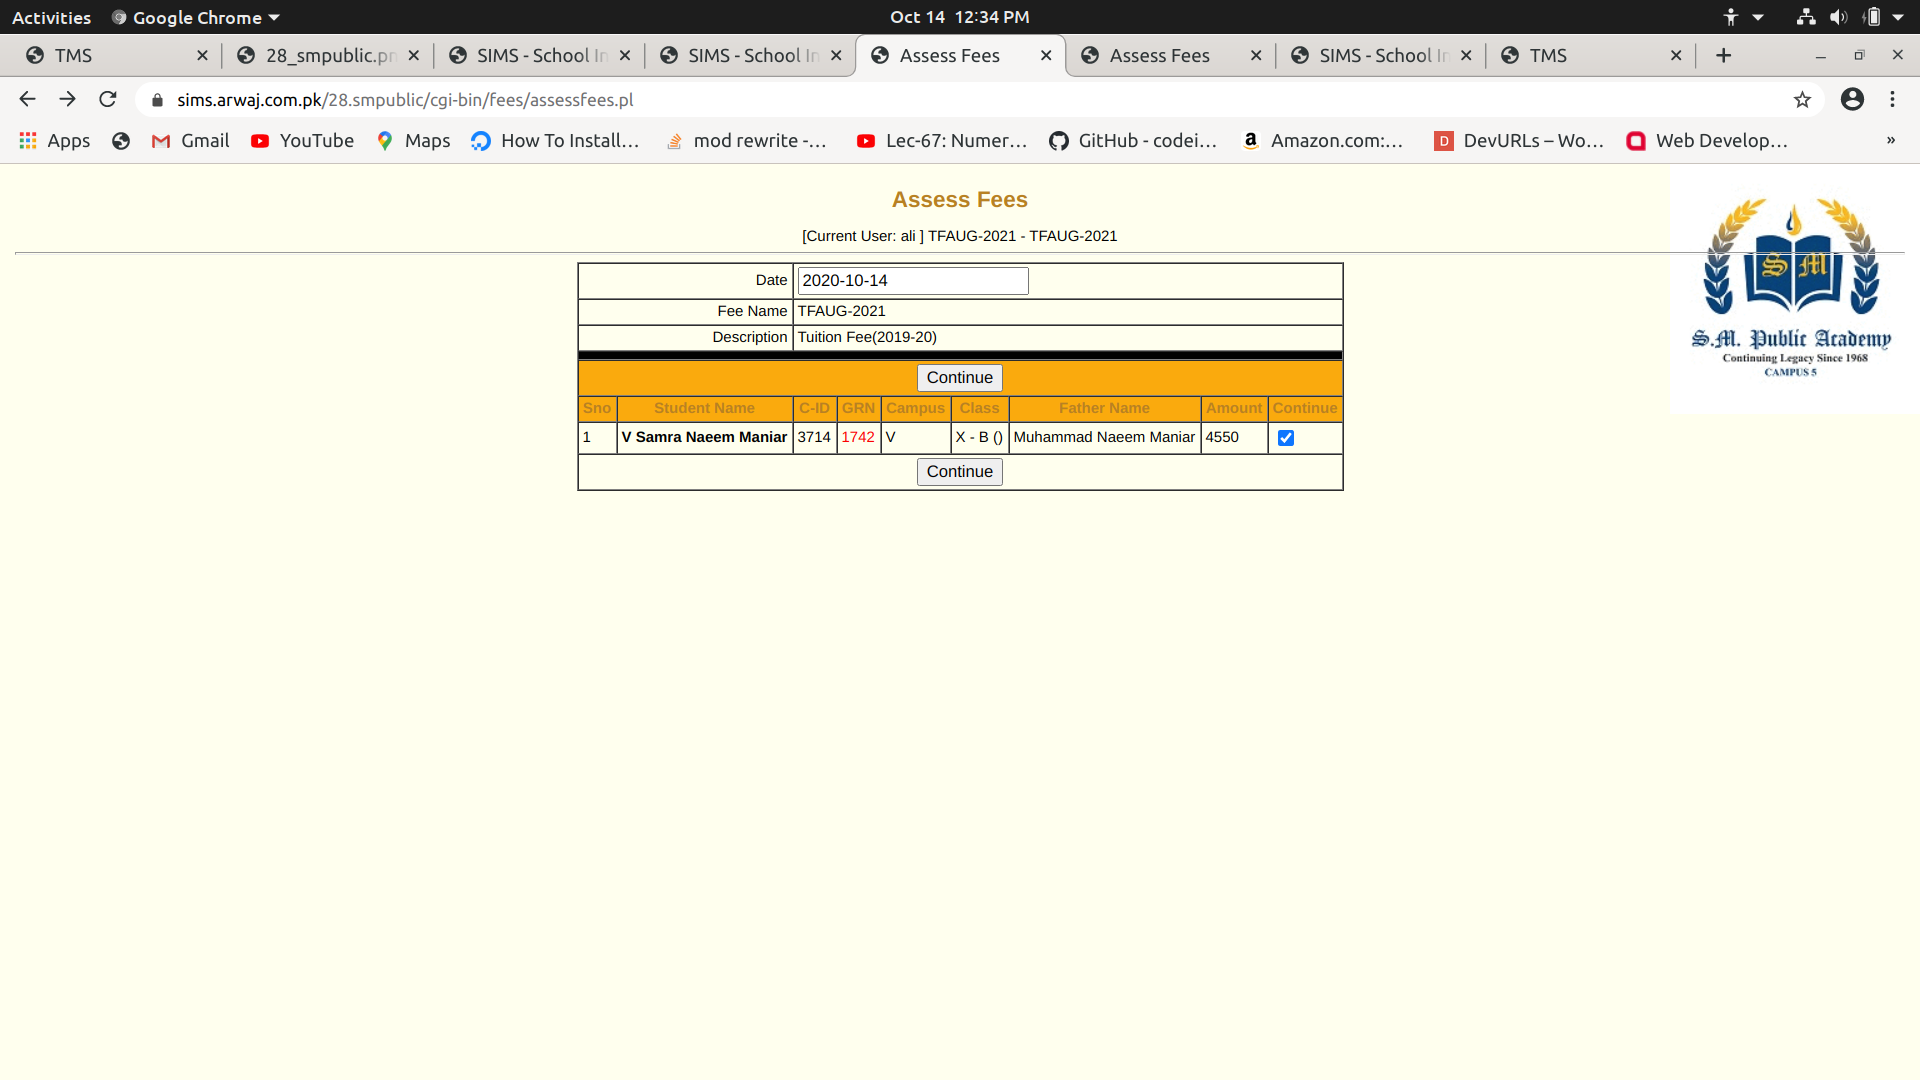 Activities Google Chrome Oct 14 12:34 PM
TMS 28_smpublic.pn SIMS - School In SIMS - School In Assess Fees Assess Fees SIMS - School In TMS
sims.arwaj.com.pk/28.smpublic/cgi-bin/fees/assessfees.pl
Apps Gmail YouTube Maps How To Install... mod rewrite -... Lec-67: Numer... GitHub - codei... Amazon.com:... DevURLs – Wo... Web Develop... »
Assess Fees
[Current User: ali ] TFAUG-2021 - TFAUG-2021
Date 2020-10-14
Fee Name TFAUG-2021
Description Tuition Fee(2019-20)
Continue
Sno Student Name C-ID GRN Campus Class Father Name Amount Continue
1 V Samra Naeem Maniar 3714 1742 V X - B () Muhammad Naeem Maniar 4550
Continue
S M
S.M. Public Academy
Continuing Legacy Since 1968
CAMPUS 5